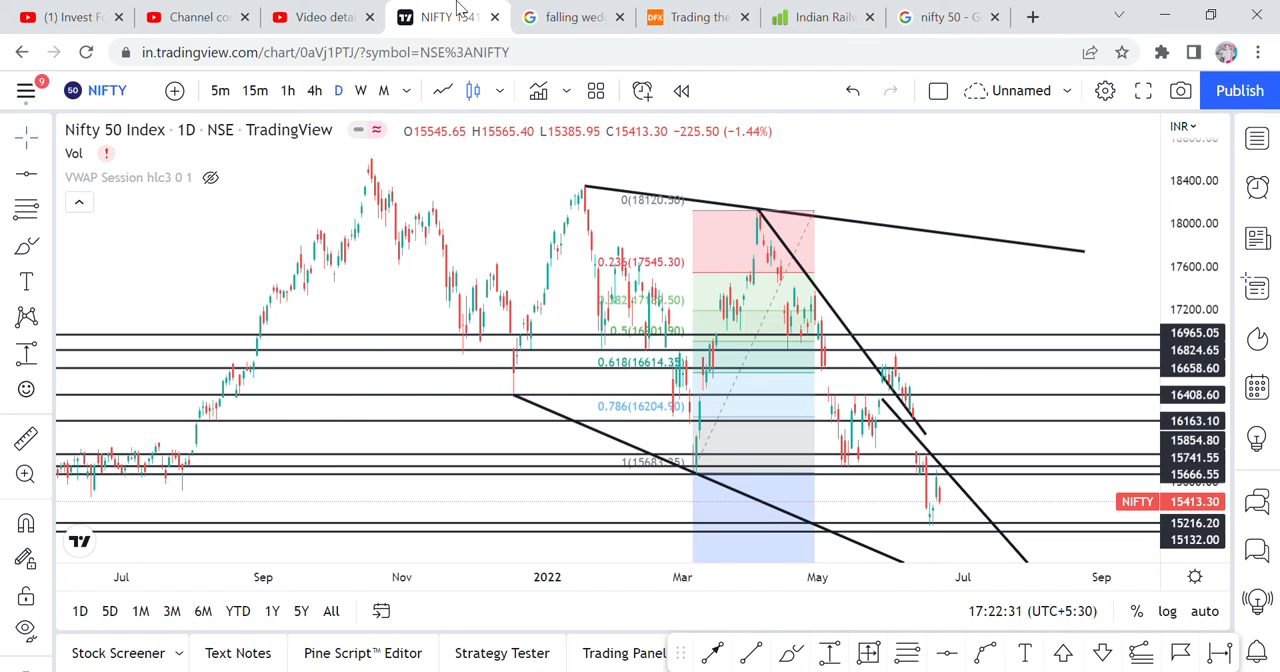 (1) Invest F
Channel co
Video detai
NIFTY 1541
falling wed
DFX Trading the
Indian Railw
nifty 50 - G
in.tradingview.com/chart/0aVj1PTJ/?symbol=NSE%3ANIFTY
9
50 NIFTY 5m 15m 1h 4h D W M Unnamed Publish
Nifty 50 Index · 1D · NSE · TradingView O15545.65 H15565.40 L15385.95 C15413.30 −225.50 (−1.44%) INR
Vol
VWAP Session hlc3 0 1
18400.00
0(18120.50)
18000.00
0.236(17545.30)
17600.00
17200.00
0.5(16901.90)
16965.05
16824.65
0.618(16614.35)
16658.60
16408.60
0.786(16204.90)
16163.10
15854.80
15741.55
1(15683.35)
15666.55
NIFTY 15413.30
15216.20
15132.00
Jul Sep Nov 2022 Mar May Jul Sep
1D 5D 1M 3M 6M YTD 1Y 5Y All 17:22:31 (UTC+5:30) % log auto
Stock Screener Text Notes Pine Script™ Editor Strategy Tester Trading Panel